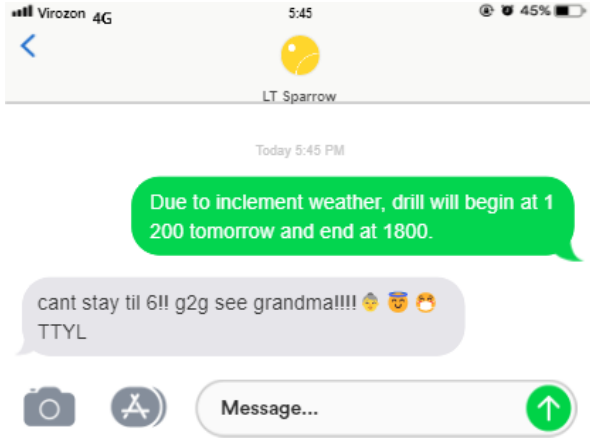 Virozon 4G 5:45 45%
LT Sparrow
Today 5:45 PM
Due to inclement weather, drill will begin at 1
200 tomorrow and end at 1800.
cant stay til 6!! g2g see grandma!!!! 👵 😇 😷
TTYL
Message...